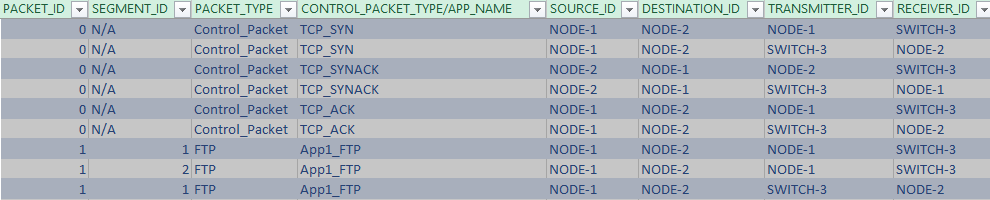 PACKET_ID SEGMENT_ID PACKET_TYPE CONTROL_PACKET_TYPE/APP_NAME SOURCE_ID DESTINATION_ID TRANSMITTER_ID RECEIVER_ID
0 N/A Control_Packet TCP_SYN NODE-1 NODE-2 NODE-1 SWITCH-3
0 N/A Control_Packet TCP_SYN NODE-1 NODE-2 SWITCH-3 NODE-2
0 N/A Control_Packet TCP_SYNACK NODE-2 NODE-1 NODE-2 SWITCH-3
0 N/A Control_Packet TCP_SYNACK NODE-2 NODE-1 SWITCH-3 NODE-1
0 N/A Control_Packet TCP_ACK NODE-1 NODE-2 NODE-1 SWITCH-3
0 N/A Control_Packet TCP_ACK NODE-1 NODE-2 SWITCH-3 NODE-2
1 1 FTP App1_FTP NODE-1 NODE-2 NODE-1 SWITCH-3
1 2 FTP App1_FTP NODE-1 NODE-2 NODE-1 SWITCH-3
1 1 FTP App1_FTP NODE-1 NODE-2 SWITCH-3 NODE-2